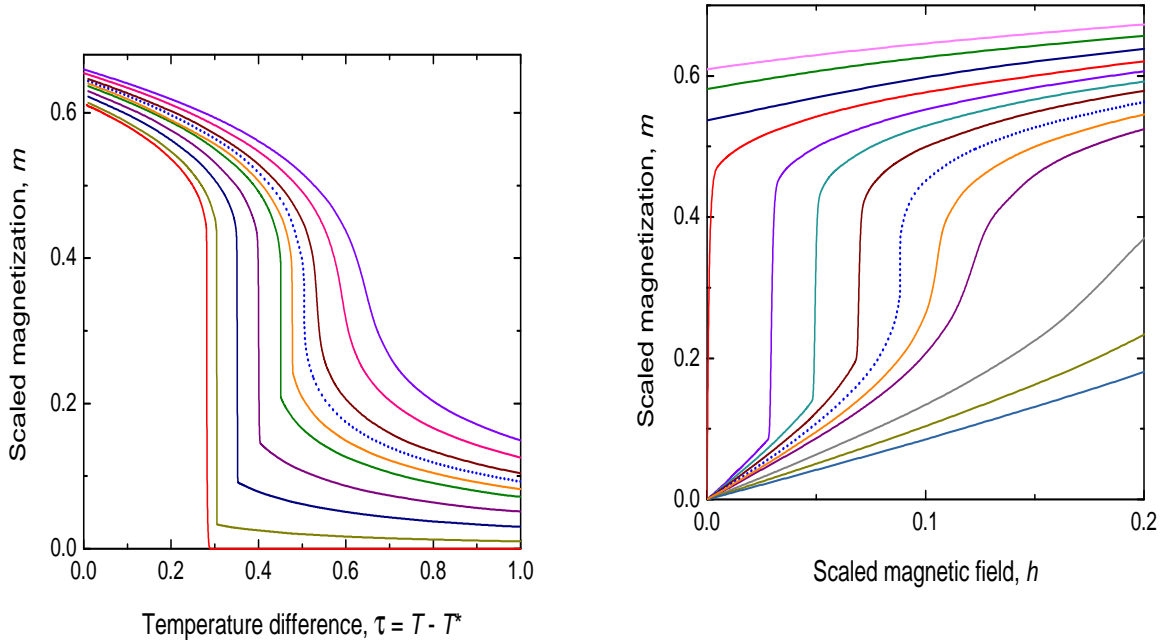 Scaled magnetization, m
0.6
0.4
0.2
0.0
0.0 0.2 0.4 0.6 0.8 1.0
Temperature difference, τ = T - T*
Scaled magnetization, m
0.6
0.4
0.2
0.0
0.0 0.1 0.2
Scaled magnetic field, h